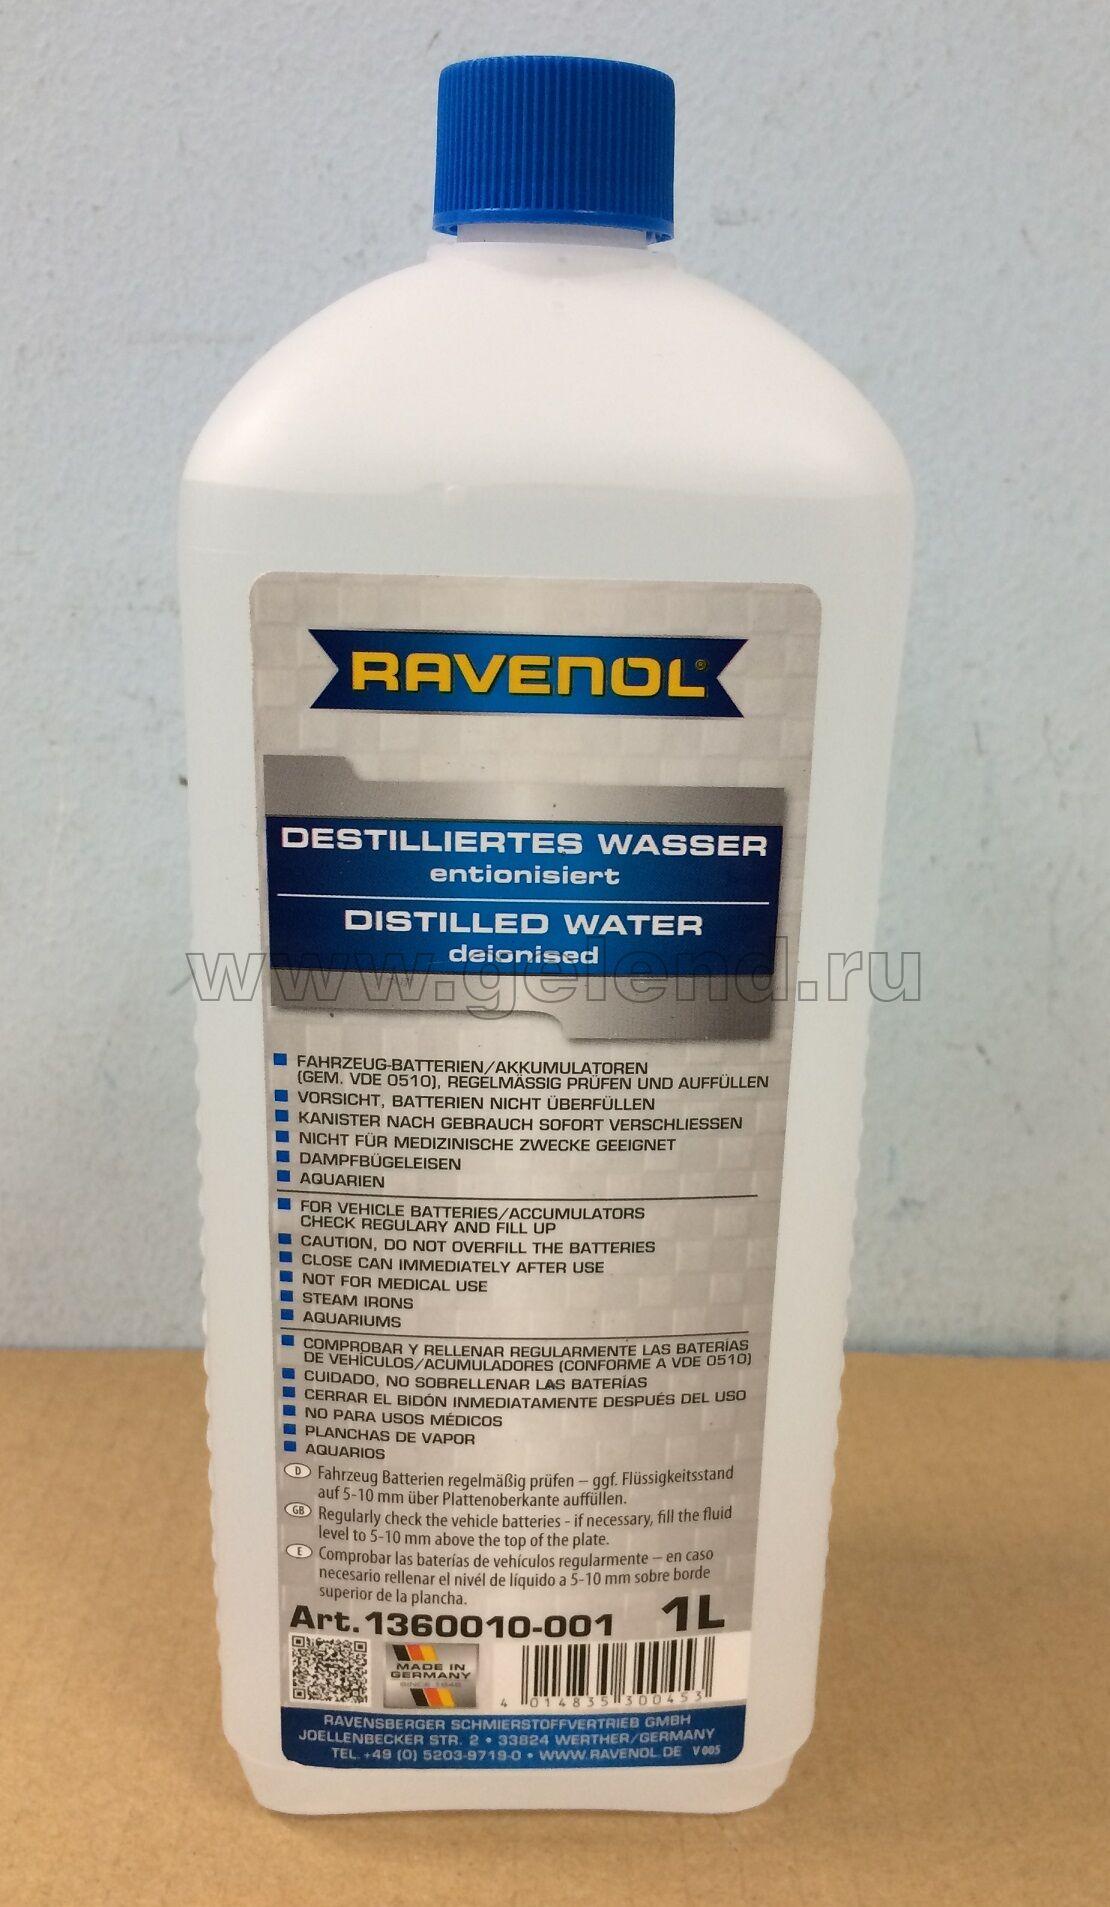 RAVENOL®
DESTILLIERTES WASSER
entionisiert
DISTILLED WATER
deionised
www.gelend.ru
FAHRZEUG-BATTERIEN/AKKUMULATOREN
(GEM. VDE 0510), REGELMÄSSIG PRÜFEN UND AUFFÜLLEN
VORSICHT, BATTERIEN NICHT ÜBERFÜLLEN
KANISTER NACH GEBRAUCH SOFORT VERSCHLIESSEN
NICHT FÜR MEDIZINISCHE ZWECKE GEEIGNET
DAMPFBÜGELEISEN
AQUARIEN
FOR VEHICLE BATTERIES/ACCUMULATORS
CHECK REGULARY AND FILL UP
CAUTION, DO NOT OVERFILL THE BATTERIES
CLOSE CAN IMMEDIATELY AFTER USE
NOT FOR MEDICAL USE
STEAM IRONS
AQUARIUMS
COMPROBAR Y RELLENAR REGULARMENTE LAS BATERÍAS
DE VEHÍCULOS/ACUMULADORES (CONFORME A VDE 0510)
CUIDADO, NO SOBRELLENAR LAS BATERÍAS
CERRAR EL BIDÓN INMEDIATAMENTE DESPUÉS DEL USO
NO PARA USOS MÉDICOS
PLANCHAS DE VAPOR
AQUARIOS
D Fahrzeug Batterien regelmäßig prüfen – ggf. Flüssigkeitsstand
auf 5-10 mm über Plattenoberkante auffüllen.
GB Regularly check the vehicle batteries - if necessary, fill the fluid
level to 5-10 mm above the top of the plate.
E Comprobar las baterías de vehículos regularmente – en caso
necesario rellenar el nivél de líquido a 5-10 mm sobre borde
superior de la plancha.
Art. 1360010-001 1L
MADE IN
GERMANY
SINCE 1946
4 014835 300453
RAVENSBERGER SCHMIERSTOFFVERTRIEB GMBH
JOELLENBECKER STR. 2 • 33824 WERTHER/GERMANY
TEL. +49 (0) 5203-9719-0 • WWW.RAVENOL.DE V 005